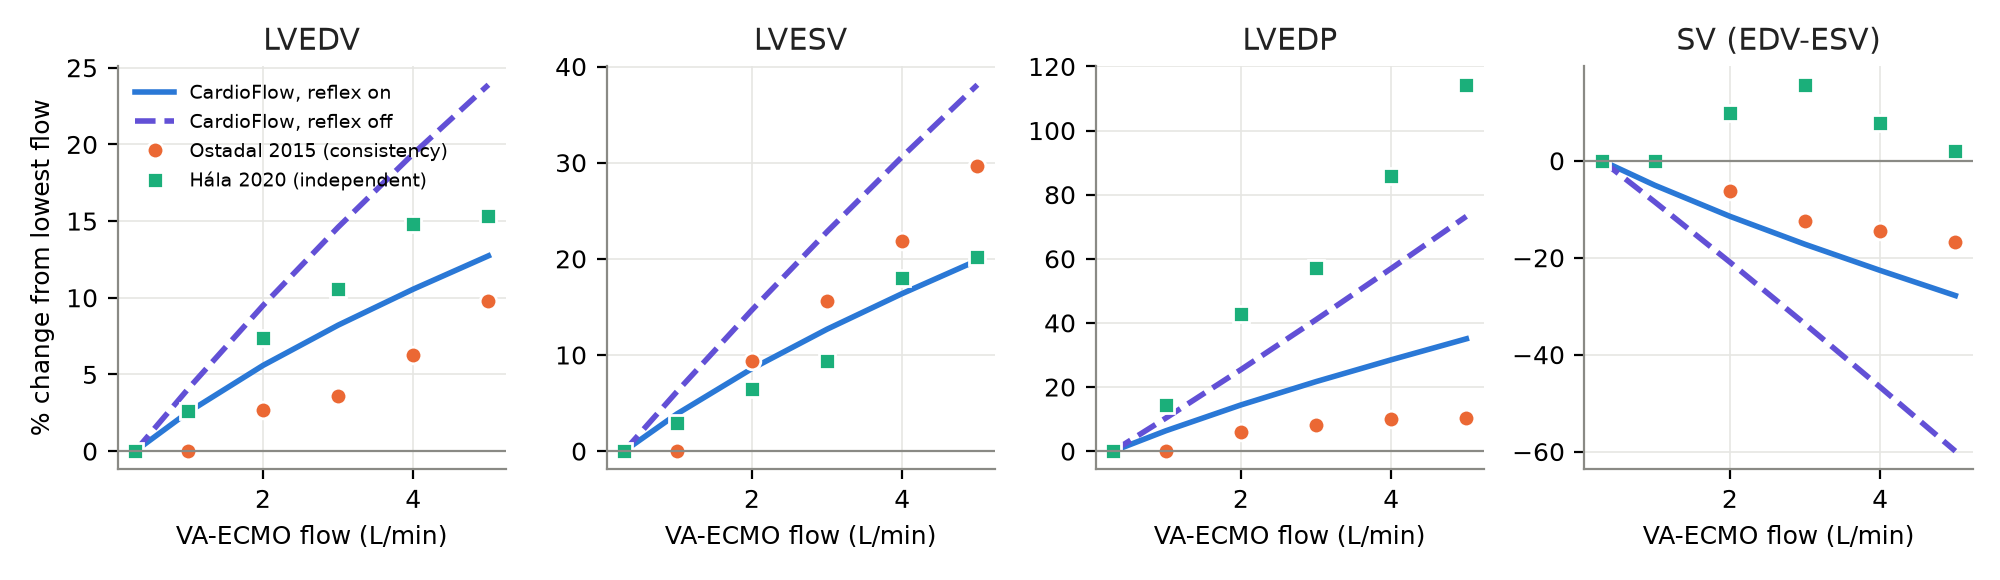 LVEDV
LVESV
LVEDP
SV (EDV-ESV)
% change from lowest flow
25
20
15
10
5
0
CardioFlow, reflex on
CardioFlow, reflex off
Ostadal 2015 (consistency)
Hála 2020 (independent)
2
4
VA-ECMO flow (L/min)
40
30
20
10
0
2
4
VA-ECMO flow (L/min)
120
100
80
60
40
20
0
2
4
VA-ECMO flow (L/min)
0
−20
−40
−60
2
4
VA-ECMO flow (L/min)